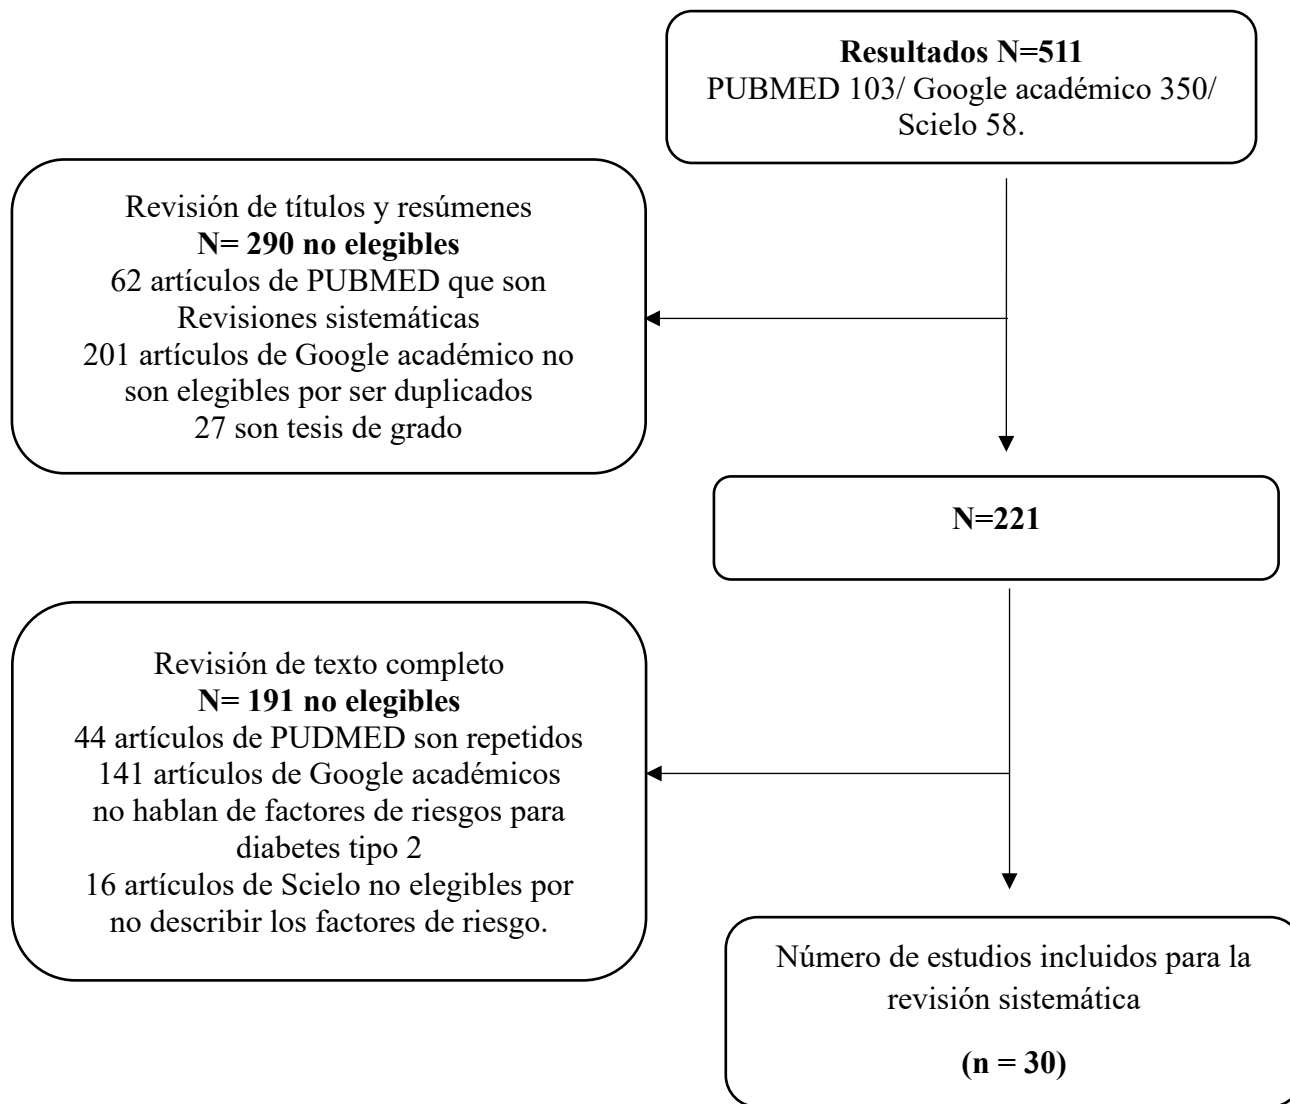 Resultados N=511
PUBMED 103/ Google académico 350/
Scielo 58.
Revisión de títulos y resúmenes
N= 290 no elegibles
62 artículos de PUBMED que son
Revisiones sistemáticas
201 artículos de Google académico no
son elegibles por ser duplicados
27 son tesis de grado
N=221
Revisión de texto completo
N= 191 no elegibles
44 artículos de PUDMED son repetidos
141 artículos de Google académicos
no hablan de factores de riesgos para
diabetes tipo 2
16 artículos de Scielo no elegibles por
no describir los factores de riesgo.
Número de estudios incluidos para la
revisión sistemática
(n = 30)